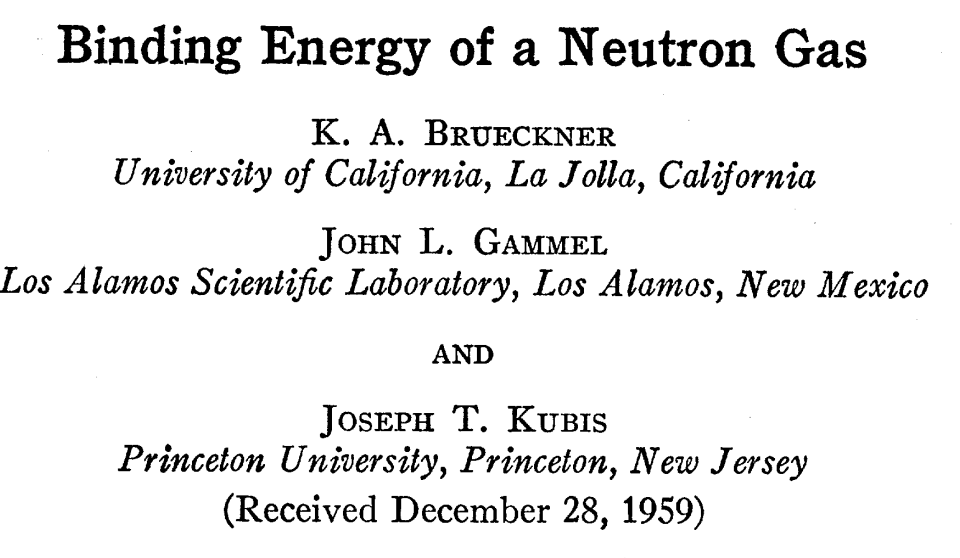 Binding Energy of a Neutron Gas
K. A. BRUECKNER
University of California, La Jolla, California
JOHN L. GAMMEL
Los Alamos Scientific Laboratory, Los Alamos, New Mexico
AND
JOSEPH T. KUBIS
Princeton University, Princeton, New Jersey
(Received December 28, 1959)